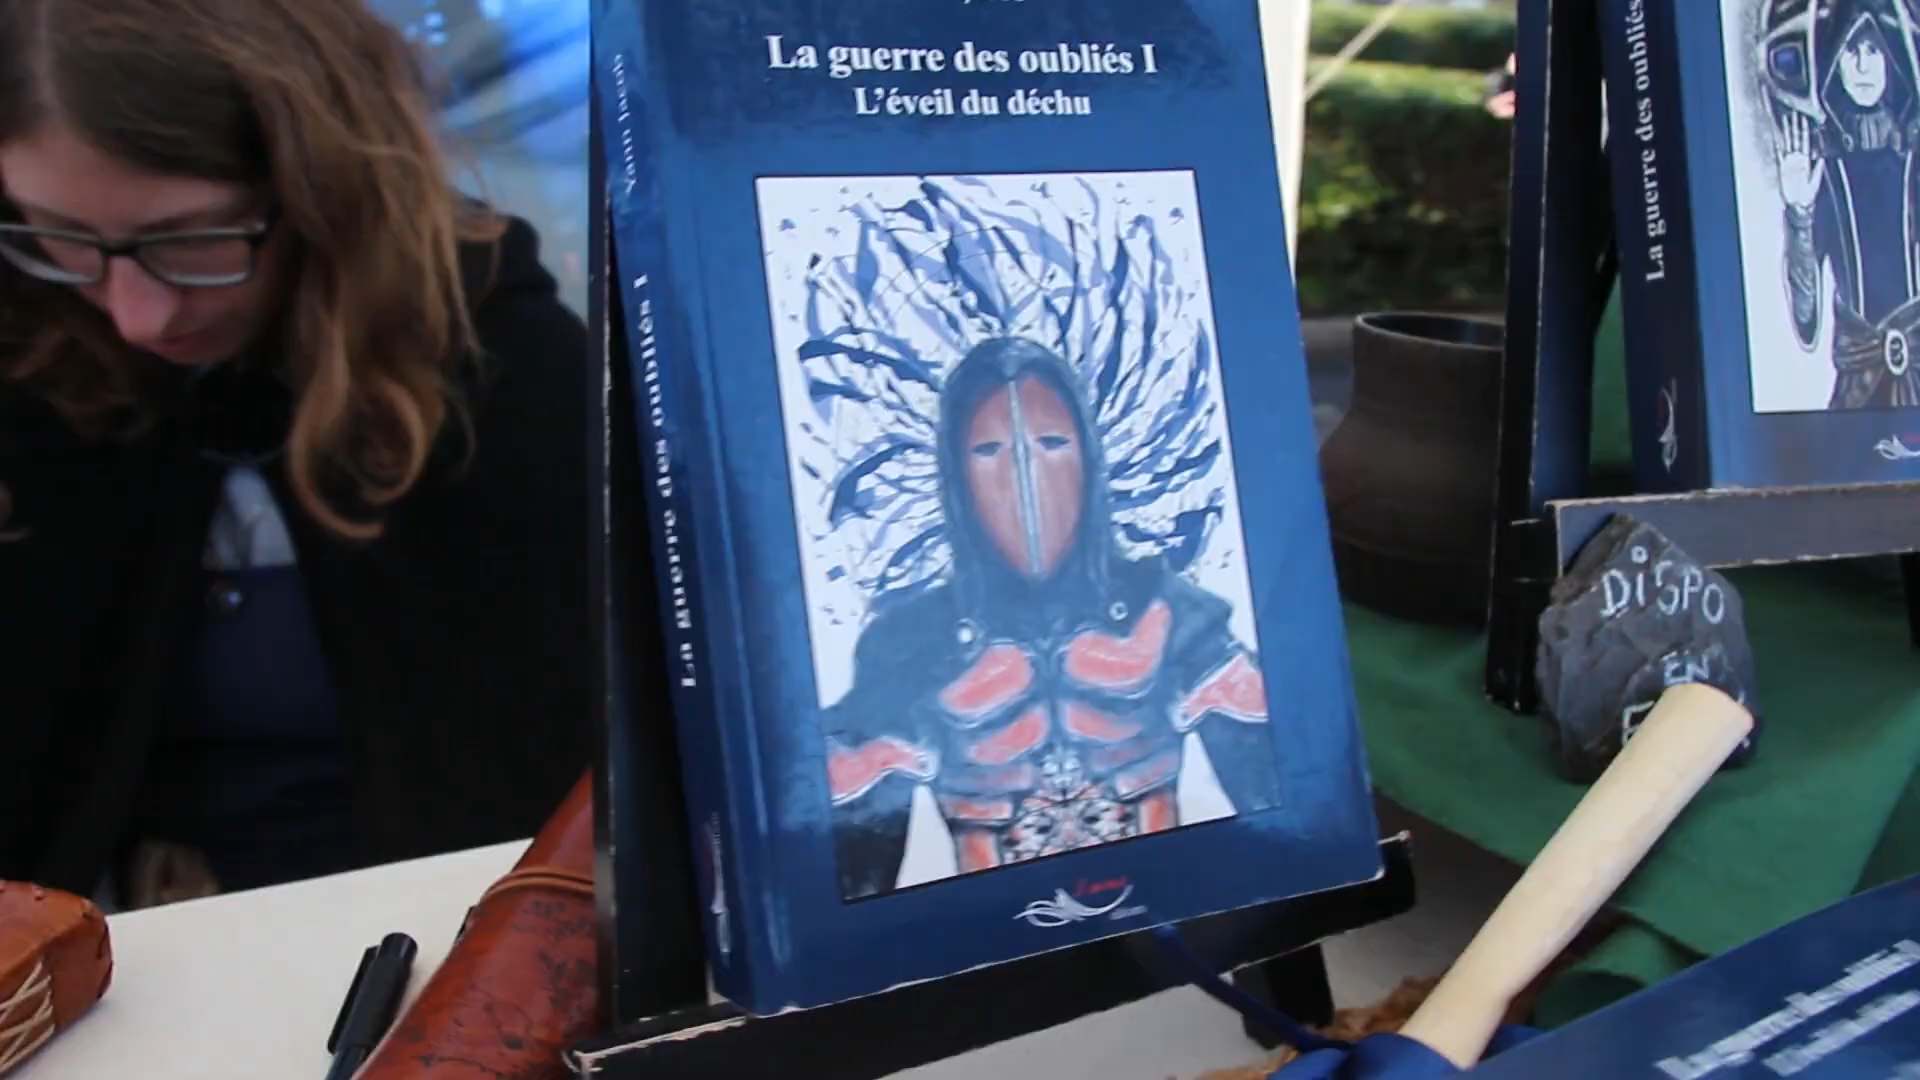 La guerre des oubliés I
L'éveil du déchu
Yann Jacob
La guerre des oubliés I
La guerre des oubliés
DiSPO
EN